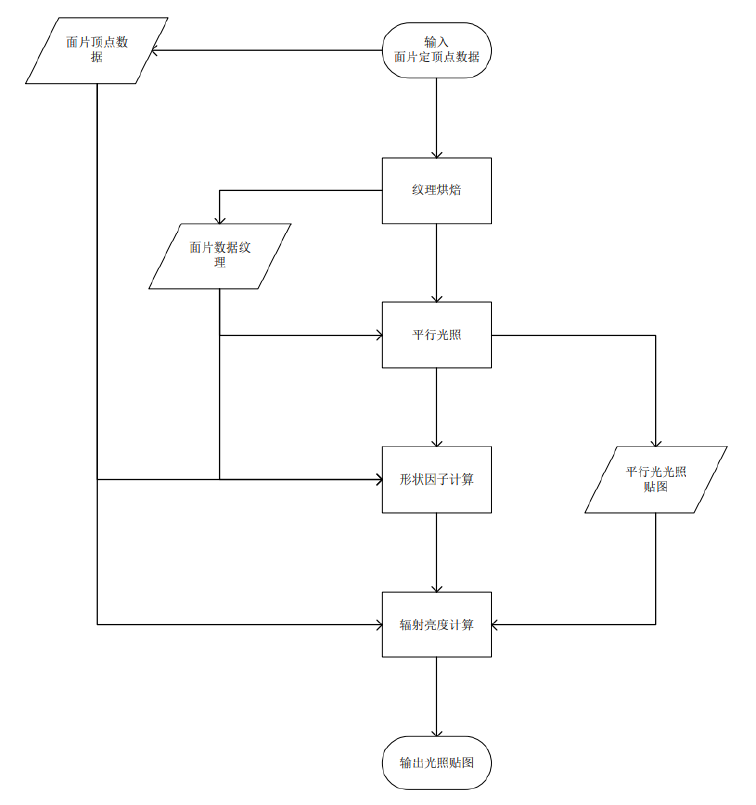 面片顶点数
据
输入
面片定顶点数据
纹理烘焙
面片数据纹
理
平行光照
形状因子计算
平行光光照
贴图
辐射亮度计算
输出光照贴图